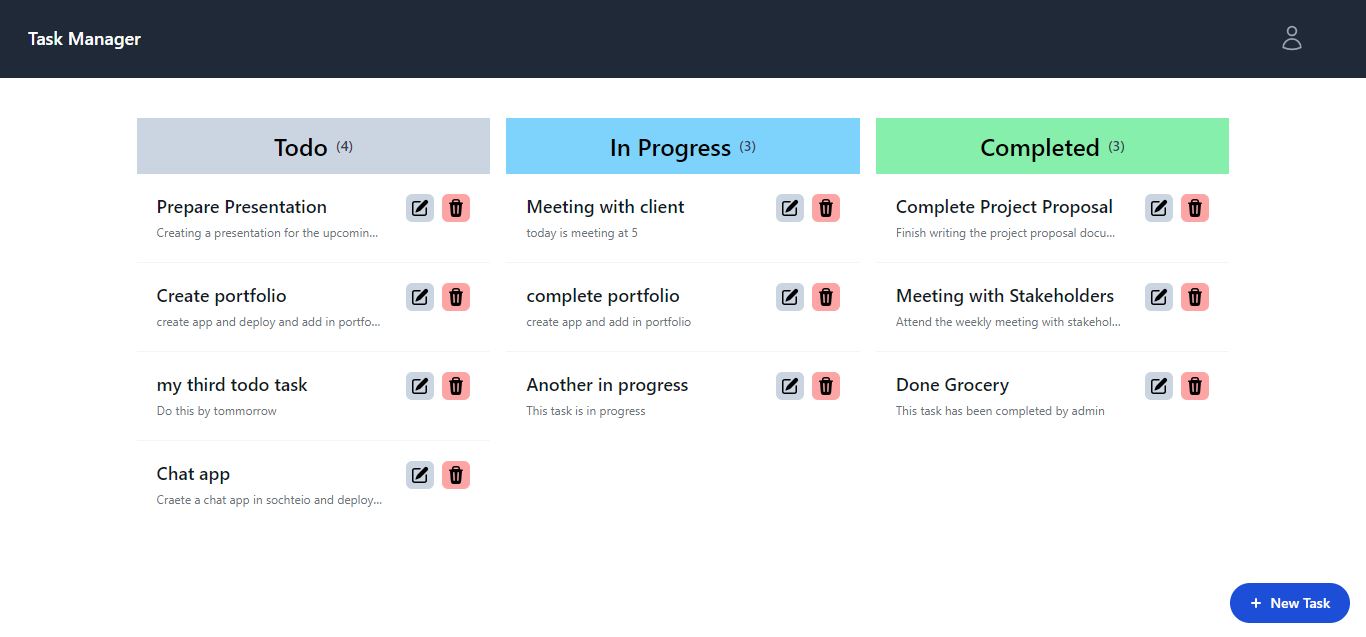 Task Manager
Todo (4)
Prepare Presentation
Creating a presentation for the upcomin...
Create portfolio
create app and deploy and add in portfo...
my third todo task
Do this by tommorrow
Chat app
Craete a chat app in sochteio and deploy...
In Progress (3)
Meeting with client
today is meeting at 5
complete portfolio
create app and add in portfolio
Another in progress
This task is in progress
Completed (3)
Complete Project Proposal
Finish writing the project proposal docu...
Meeting with Stakeholders
Attend the weekly meeting with stakehol...
Done Grocery
This task has been completed by admin
+ New Task